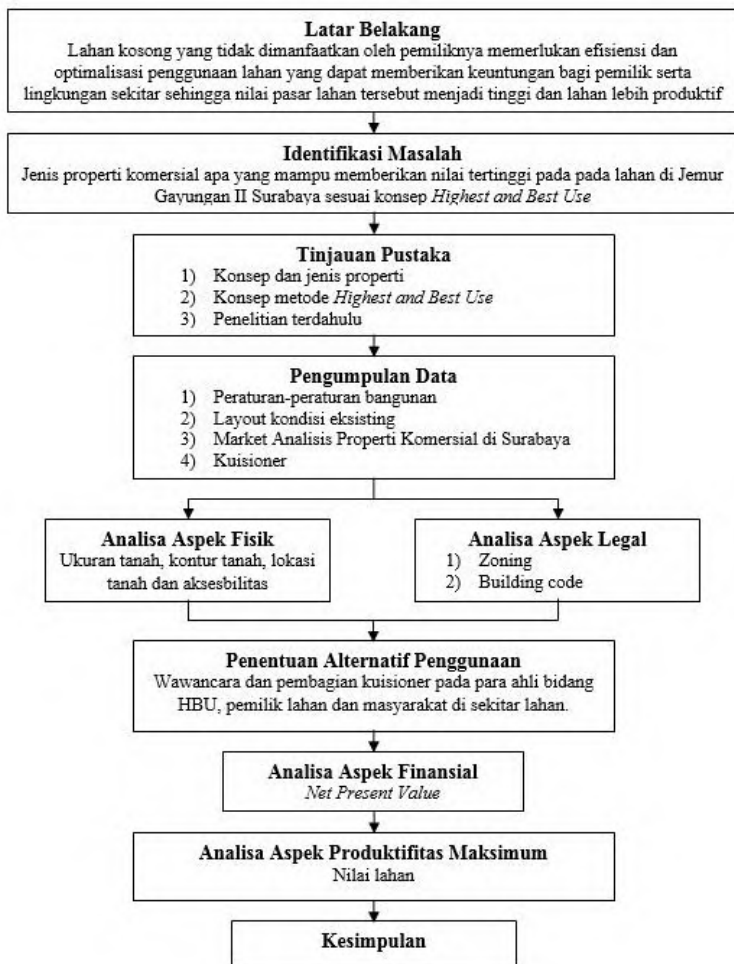 Latar Belakang
Lahan kosong yang tidak dimanfaatkan oleh pemiliknya memerlukan efisiensi dan
optimalisasi penggunaan lahan yang dapat memberikan keuntungan bagi pemilik serta
lingkungan sekitar sehingga nilai pasar lahan tersebut menjadi tinggi dan lahan lebih produktif
Identifikasi Masalah
Jenis properti komersial apa yang mampu memberikan nilai tertinggi pada pada lahan di Jemur
Gayungan II Surabaya sesuai konsep Highest and Best Use
Tinjauan Pustaka
1) Konsep dan jenis properti
2) Konsep metode Highest and Best Use
3) Penelitian terdahulu
Pengumpulan Data
1) Peraturan-peraturan bangunan
2) Layout kondisi eksisting
3) Market Analisis Properti Komersial di Surabaya
4) Kuisioner
Analisa Aspek Fisik
Ukuran tanah, kontur tanah, lokasi
tanah dan aksesbilitas
Analisa Aspek Legal
1) Zoning
2) Building code
Penentuan Alternatif Penggunaan
Wawancara dan pembagian kuisioner pada para ahli bidang
HBU, pemilik lahan dan masyarakat di sekitar lahan.
Analisa Aspek Finansial
Net Present Value
Analisa Aspek Produktifitas Maksimum
Nilai lahan
Kesimpulan